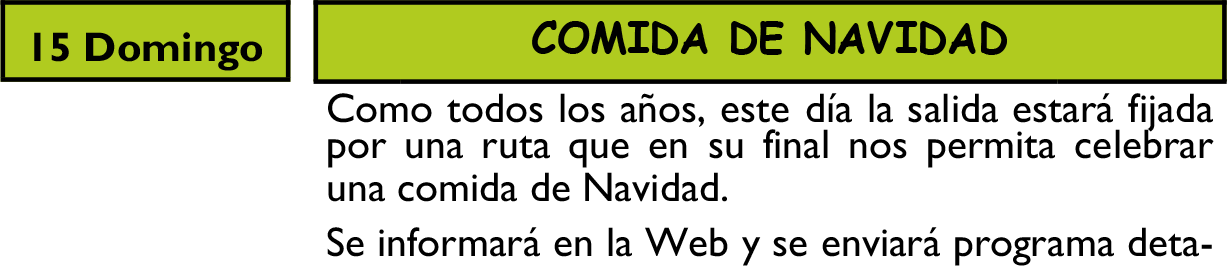 15 Domingo
COMIDA DE NAVIDAD
Como todos los años, este día la salida estará fijada
por una ruta que en su final nos permita celebrar
una comida de Navidad.
Se informará en la Web y se enviará programa deta-